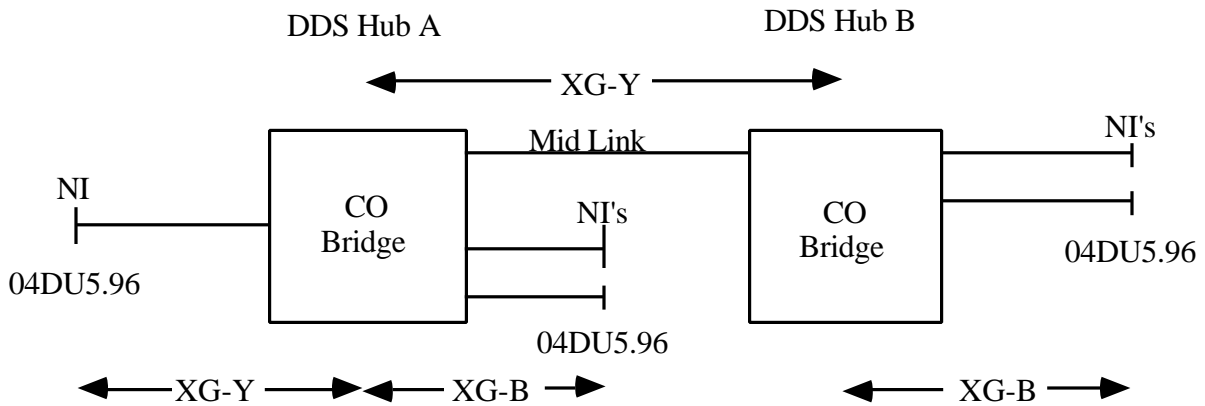 DDS Hub A
DDS Hub B
XG-Y
Mid Link
NI's
NI
CO
Bridge
NI's
CO
Bridge
04DU5.96
04DU5.96
04DU5.96
XG-Y
XG-B
XG-B